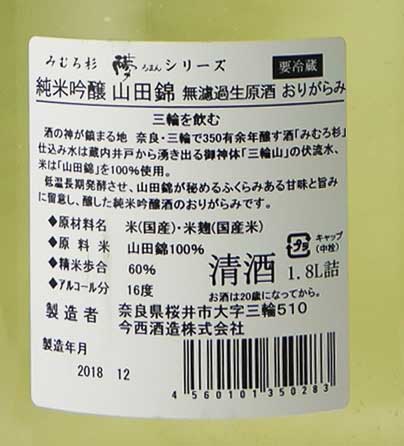 みむろ杉 夢 ろまん シリーズ 要冷蔵
純米吟醸 山田錦 無濾過生原酒 おりがらみ
三輪を飲む
酒の神が鎮まる地 奈良・三輪で350有余年醸す酒「みむろ杉」
仕込み水は蔵内井戸から湧き出る御神体「三輪山」の伏流水、
米は「山田錦」を100%使用。
低温長期発酵させ、山田錦が秘めるふくらみある甘味と旨み
に留意し、醸した純米吟醸酒のおりがらみです。
◆原材料名 米(国産)・米麹(国産米)
◆原料米 山田錦100%
◆精米歩合 60%
◆アルコール分 16度
プラ キャップ(中栓)
清酒 1.8L詰
お酒は20歳になってから。
製造者 奈良県桜井市大字三輪510
今西酒造株式会社
製造年月
2018 12
4 560101 350283